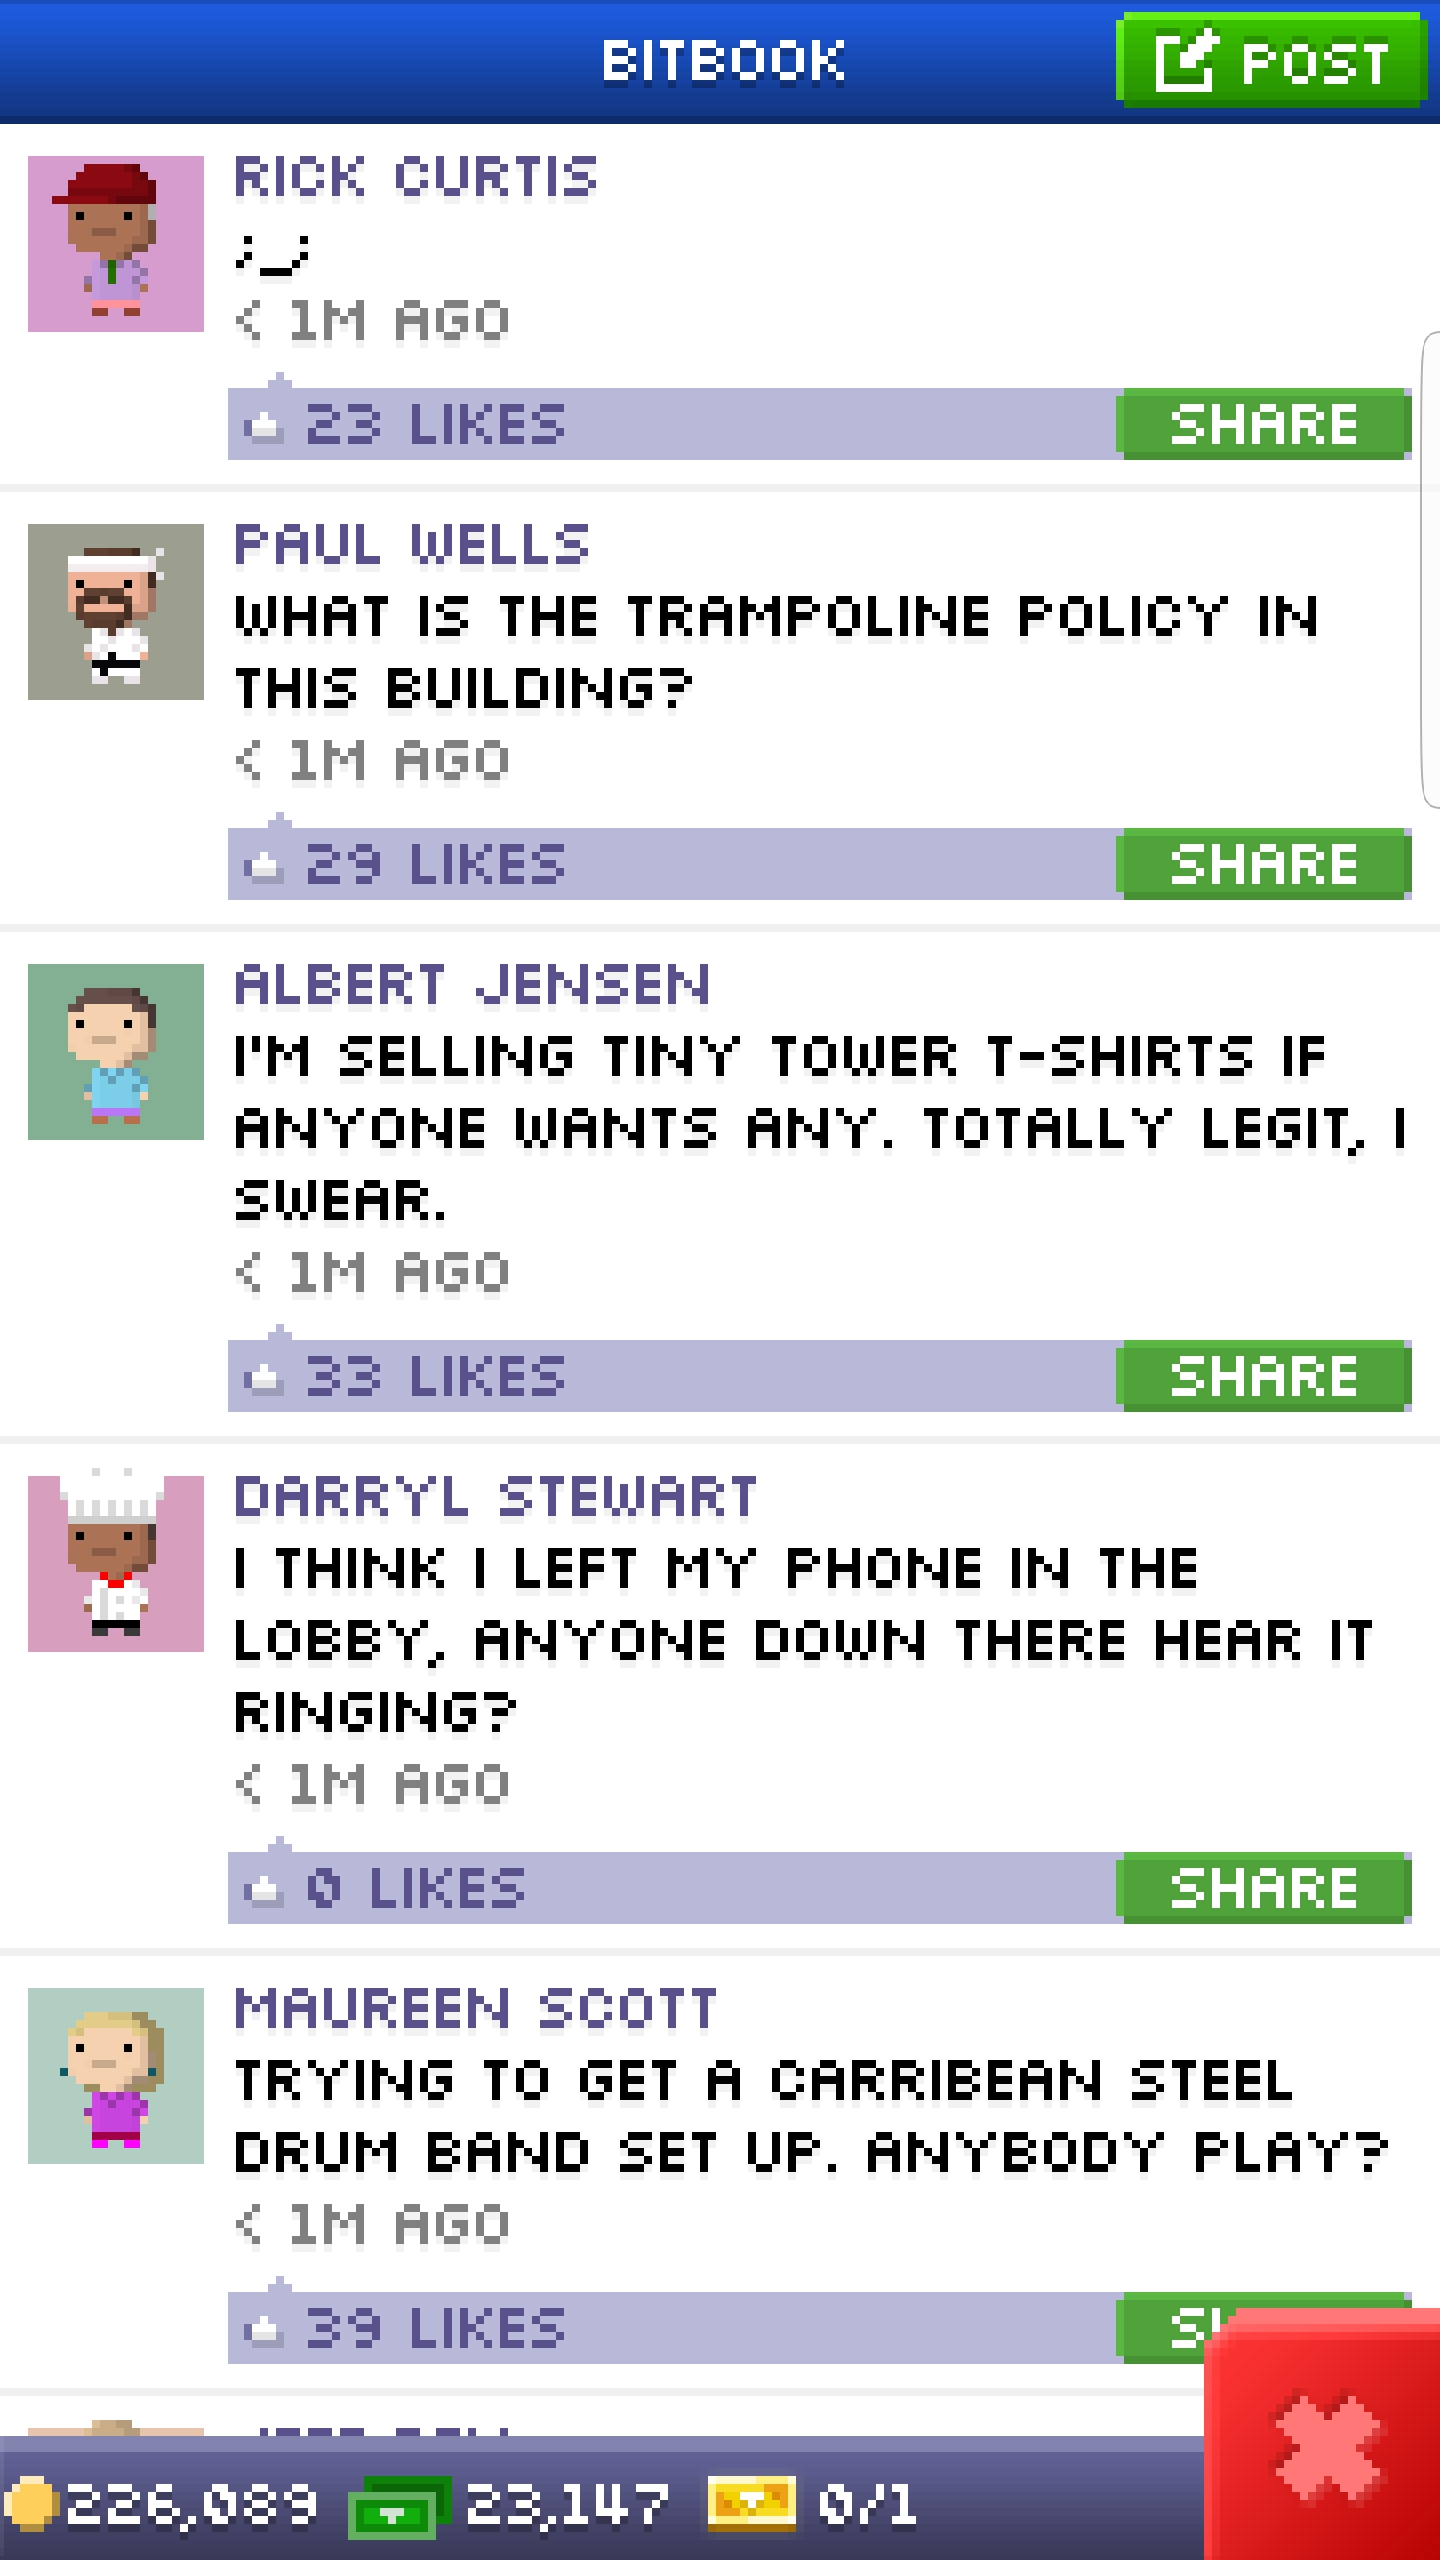 BITBOOK
POST
RICK CURTIS
;_;
< 1M AGO
23 LIKES
SHARE
PAUL WELLS
WHAT IS THE TRAMPOLINE POLICY IN
THIS BUILDING?
< 1M AGO
29 LIKES
SHARE
ALBERT JENSEN
I'M SELLING TINY TOWER T-SHIRTS IF
ANYONE WANTS ANY. TOTALLY LEGIT, I
SWEAR.
< 1M AGO
33 LIKES
SHARE
DARRYL STEWART
I THINK I LEFT MY PHONE IN THE
LOBBY, ANYONE DOWN THERE HEAR IT
RINGING?
< 1M AGO
0 LIKES
SHARE
MAUREEN SCOTT
TRYING TO GET A CARRIBEAN STEEL
DRUM BAND SET UP. ANYBODY PLAY?
< 1M AGO
39 LIKES
226,089 23,147 0/1